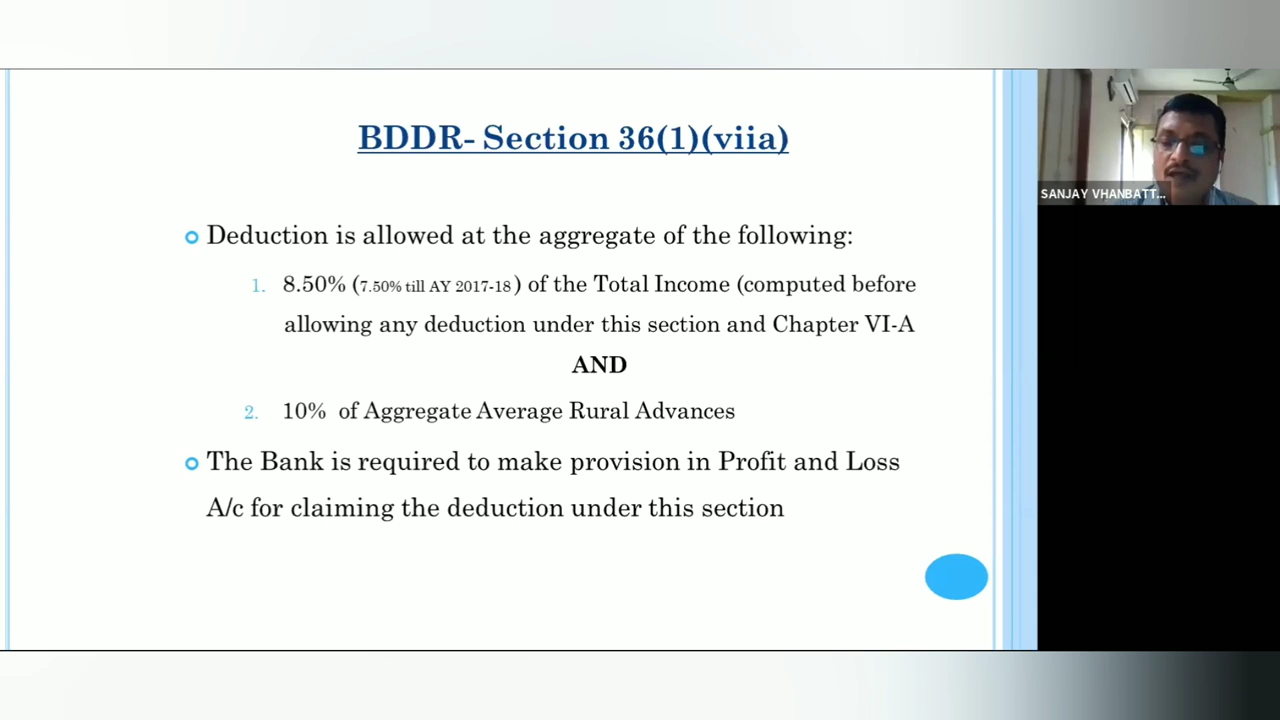 BDDR- Section 36(1)(viia)
Deduction is allowed at the aggregate of the following:
1. 8.50% (7.50% till AY 2017-18) of the Total Income (computed before
allowing any deduction under this section and Chapter VI-A
AND
2. 10% of Aggregate Average Rural Advances
The Bank is required to make provision in Profit and Loss
A/c for claiming the deduction under this section
SANJAY VHANBATT...